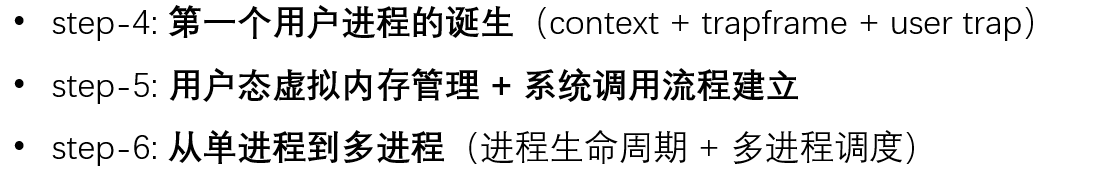 • step-4: 第一个用户进程的诞生（context + trapframe + user trap）
• step-5: 用户态虚拟内存管理 + 系统调用流程建立
• step-6: 从单进程到多进程（进程生命周期 + 多进程调度）